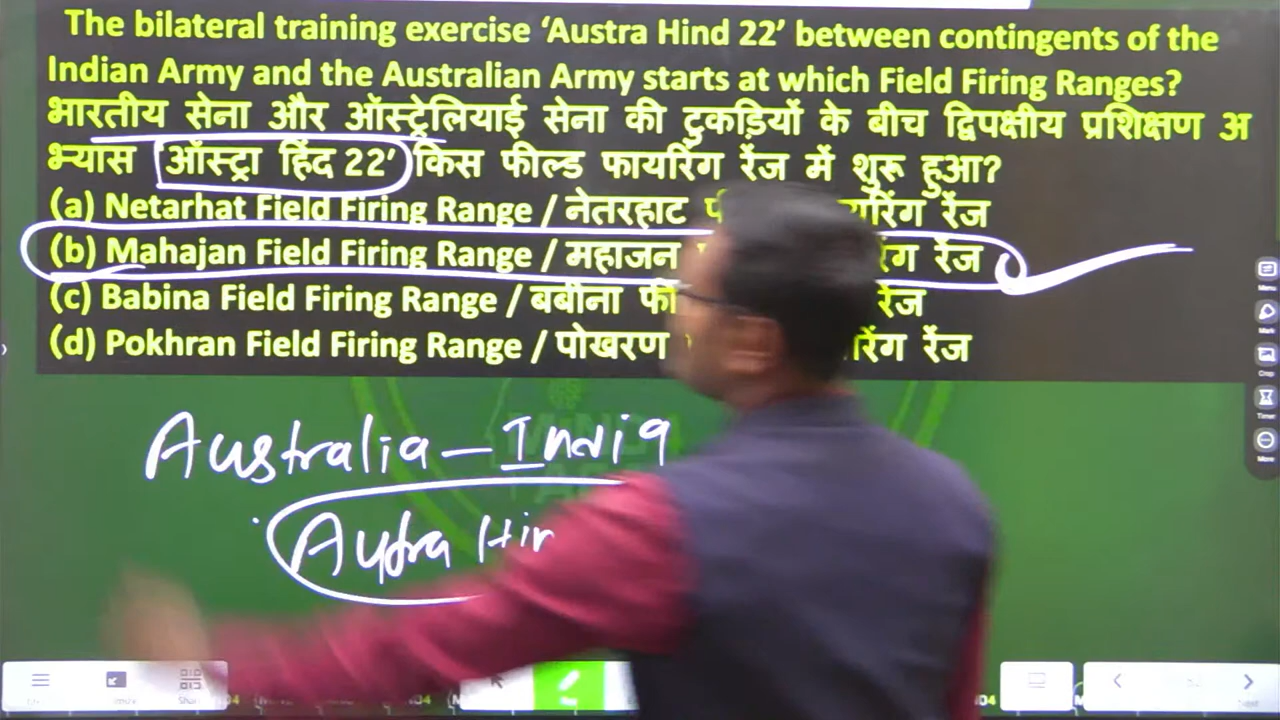 The bilateral training exercise ‘Austra Hind 22’ between contingents of the
Indian Army and the Australian Army starts at which Field Firing Ranges?
भारतीय सेना और ऑस्ट्रेलियाई सेना की टुकड़ियों के बीच द्विपक्षीय प्रशिक्षण अ
भ्यास ऑस्ट्रा हिंद 22’ किस फील्ड फायरिंग रेंज में शुरू हुआ?
(a) Netarhat Field Firing Range / नेतरहाट रेंज
(b) Mahajan Field Firing Range / महाजन रेंज
(c) Babina Field Firing Range / बबीना रेंज
(d) Pokhran Field Firing Range / पोखरण रेंज
Australia – India
Autra Hin